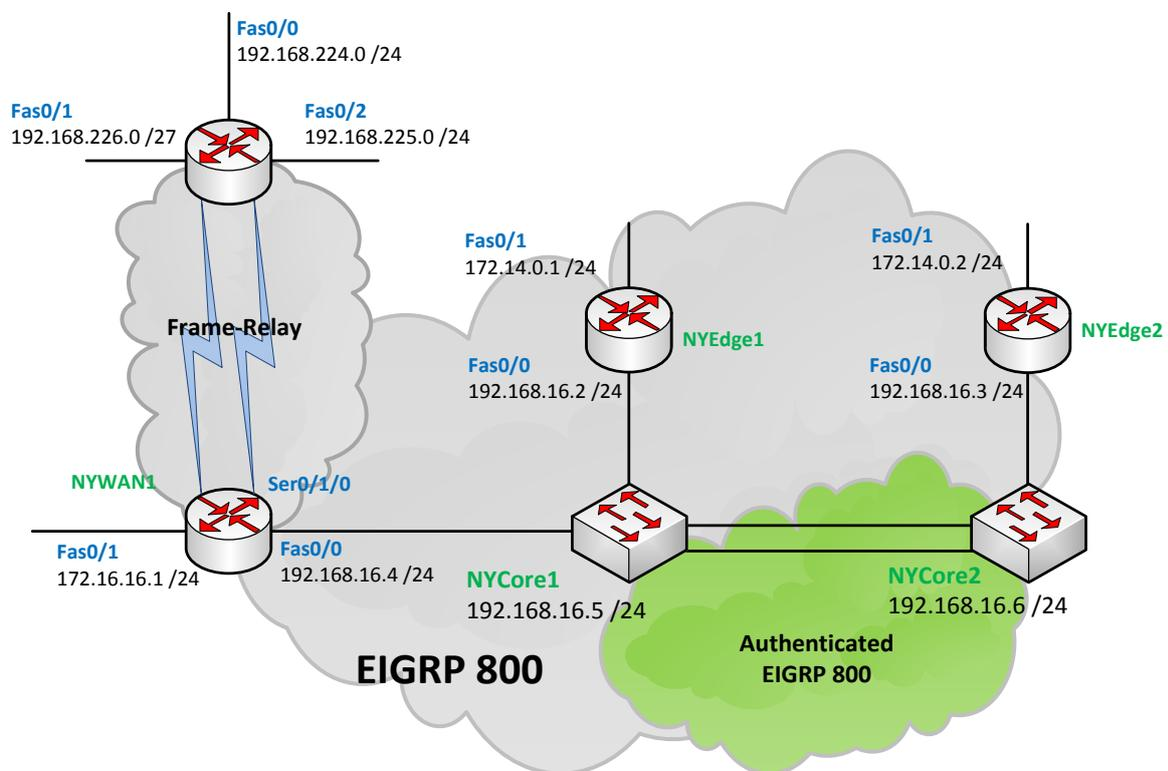 Fas0/0
192.168.224.0 /24
Fas0/1
192.168.226.0 /27
Fas0/2
192.168.225.0 /24
Fas0/1
172.14.0.1 /24
Fas0/1
172.14.0.2 /24
Frame-Relay
NYEdge1
NYEdge2
Fas0/0
192.168.16.2 /24
Fas0/0
192.168.16.3 /24
NYWAN1
Ser0/1/0
Fas0/1
172.16.16.1 /24
Fas0/0
192.168.16.4 /24
NYCore1
192.168.16.5 /24
NYCore2
192.168.16.6 /24
EIGRP 800
Authenticated
EIGRP 800